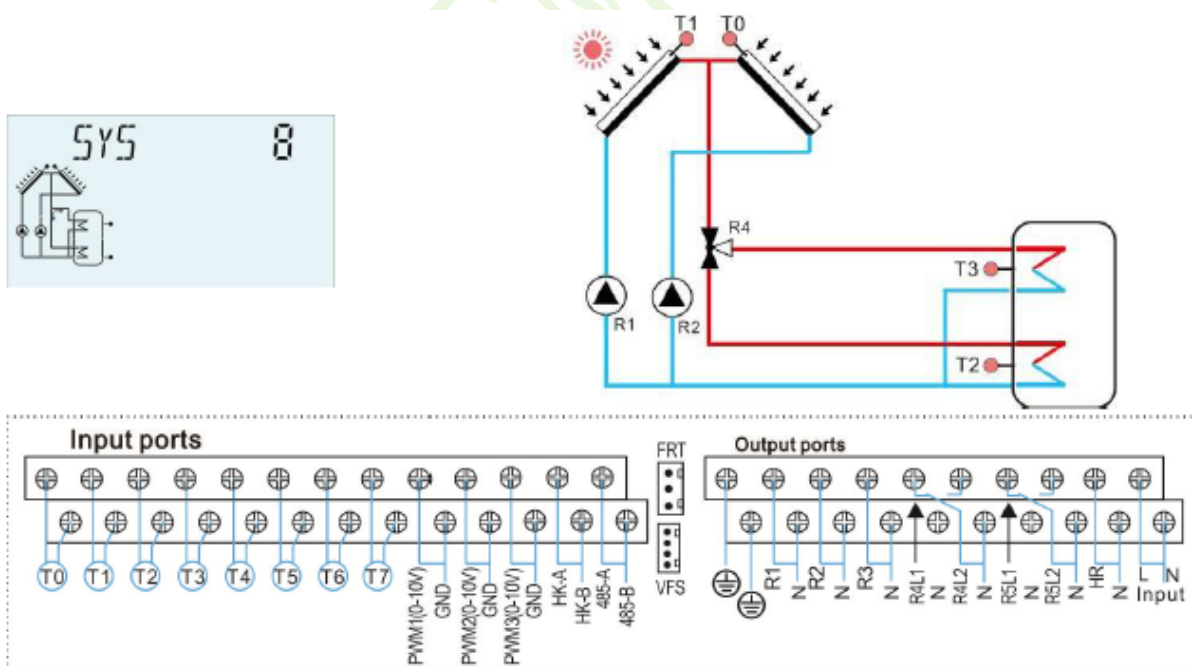 T1 T0
SYS 8
R4
T3
R1 R2
T2
Input ports
FRT
Output ports
T0 T1 T2 T3 T4 T5 T6 T7
PWM1(0-10V)
GND
PWM2(0-10V)
GND
PWM3(0-10V)
GND
HK-A
HK-B
485-A
485-B
VFS
R1
N
R2
N
R3
N
R4L1
N
R4L2
N
R5L1
N
R5L2
N
HR
N
L N
Input